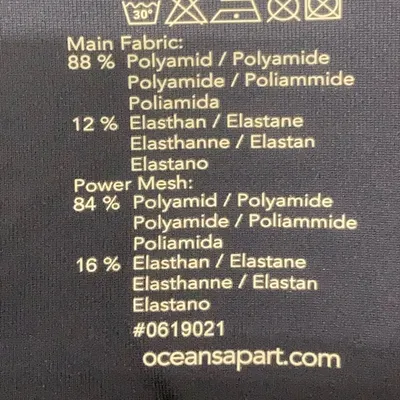 30°
Main Fabric:
88 % Polyamid / Polyamide
Polyamide / Poliammide
Poliamida
12 % Elasthan / Elastane
Elasthanne / Elastan
Elastano
Power Mesh:
84 % Polyamid / Polyamide
Polyamide / Poliammide
Poliamida
16 % Elasthan / Elastane
Elasthanne / Elastan
Elastano
#0619021
oceansapart.com